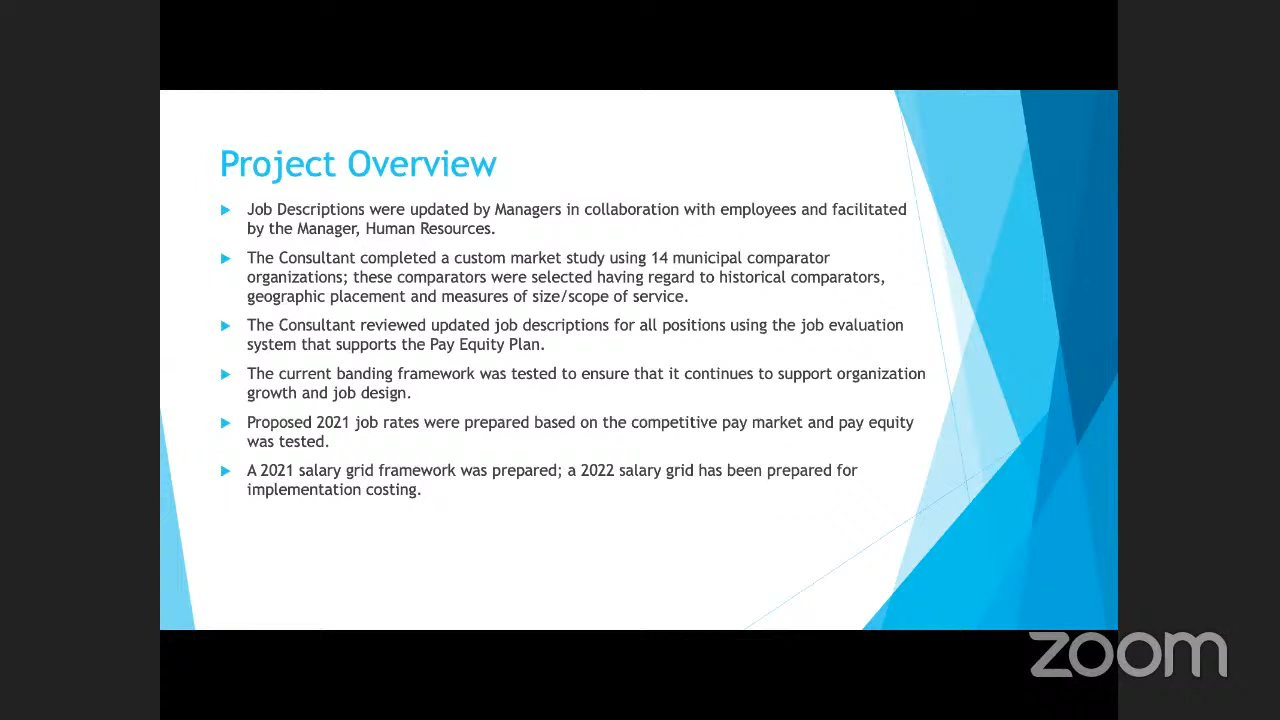 Project Overview
Job Descriptions were updated by Managers in collaboration with employees and facilitated
by the Manager, Human Resources.
The Consultant completed a custom market study using 14 municipal comparator
organizations; these comparators were selected having regard to historical comparators,
geographic placement and measures of size/scope of service.
The Consultant reviewed updated job descriptions for all positions using the job evaluation
system that supports the Pay Equity Plan.
The current banding framework was tested to ensure that it continues to support organization
growth and job design.
Proposed 2021 job rates were prepared based on the competitive pay market and pay equity
was tested.
A 2021 salary grid framework was prepared; a 2022 salary grid has been prepared for
implementation costing.
zoom